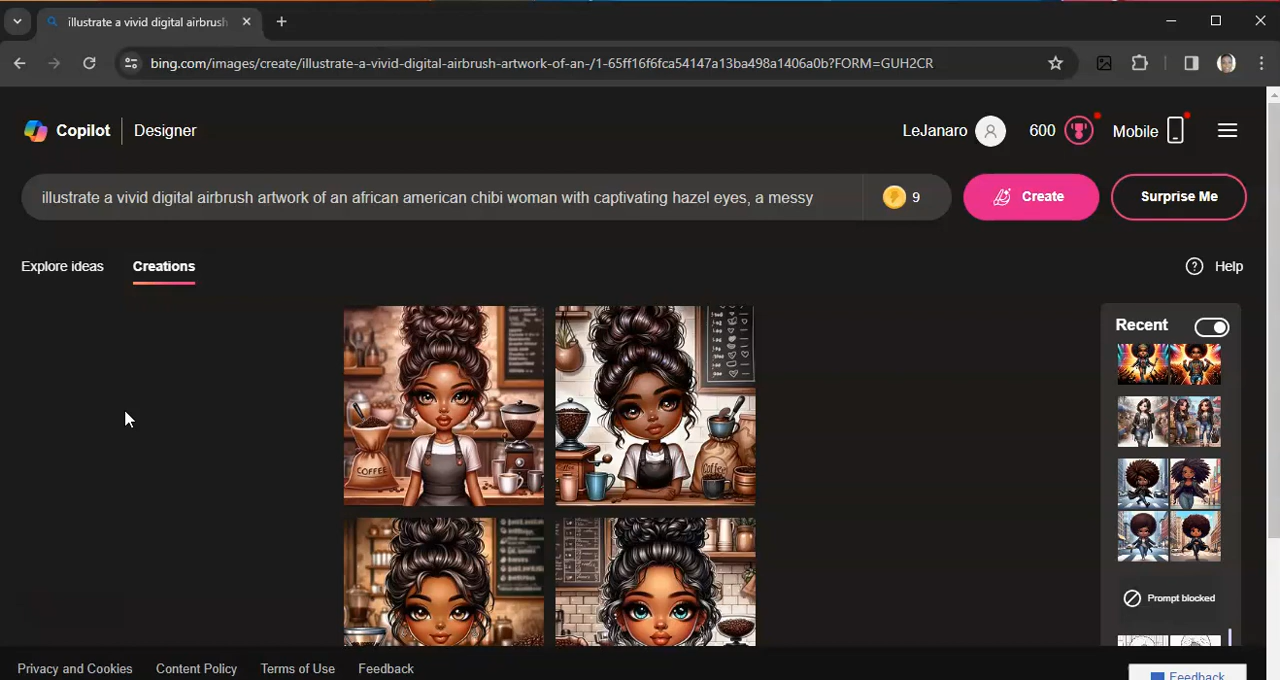 illustrate a vivid digital airbrush
bing.com/images/create/illustrate-a-vivid-digital-airbrush-artwork-of-an-/1-65ff16f6fca54147a13ba498a1406a0b?FORM=GUH2CR
Copilot
Designer
LeJanaro
600
Mobile
illustrate a vivid digital airbrush artwork of an african american chibi woman with captivating hazel eyes, a messy
9
Create
Surprise Me
Explore ideas
Creations
Help
Recent
COFFEE
Coffee
Prompt blocked
Privacy and Cookies
Content Policy
Terms of Use
Feedback
Feedback